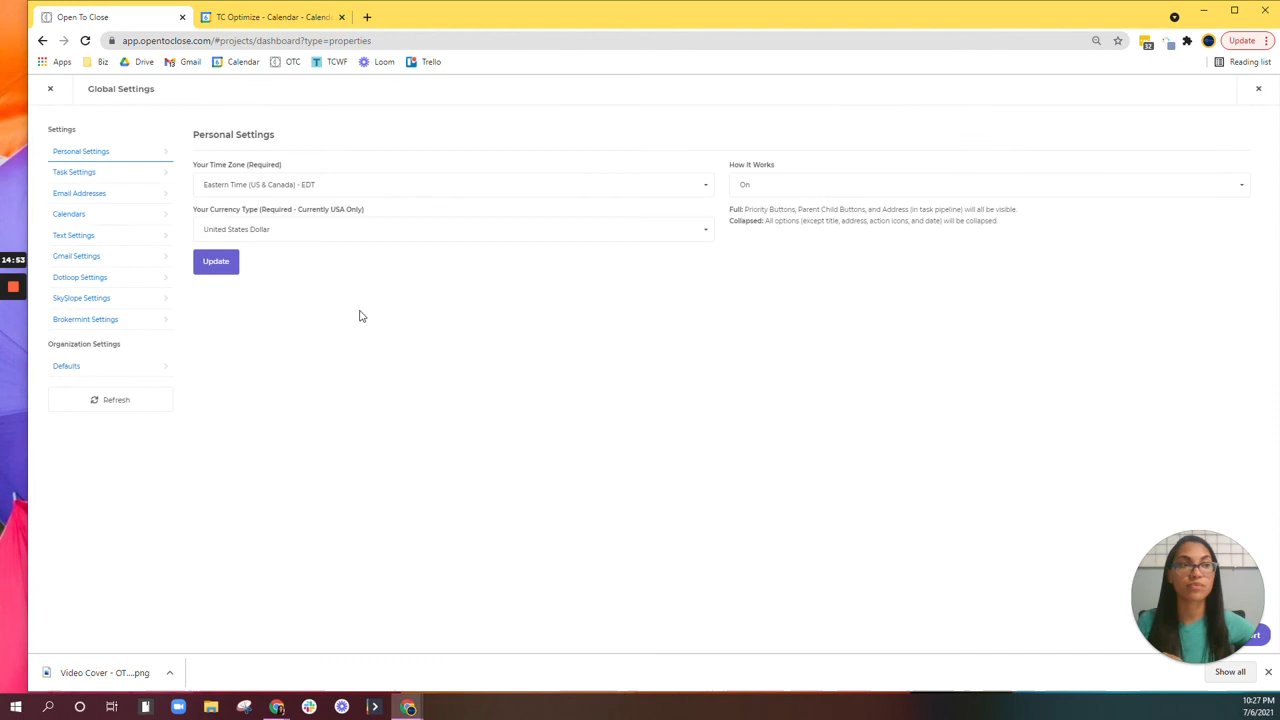 Open To Close
TC Optimize - Calendar - Calend
app.opentoclose.com/#projects/dashboard?type=properties
32
Update
Apps
Biz
Drive
Gmail
Calendar
OTC
TCWF
Loom
Trello
Reading list
Global Settings
Settings
Personal Settings
Task Settings
Email Addresses
Calendars
Text Settings
Gmail Settings
Dotloop Settings
SkySlope Settings
Brokermint Settings
Organization Settings
Defaults
Refresh
Personal Settings
Your Time Zone (Required)
Eastern Time (US & Canada) - EDT
Your Currency Type (Required - Currently USA Only)
United States Dollar
Update
How It Works
On
Full: Priority Buttons, Parent Child Buttons, and Address (in task pipeline) will be visible.
Collapsed: All options (except title, address, action icons, and date) will be collapsed.
14:53
Video Cover - OT....png
Show all
10:27 PM
7/6/2021